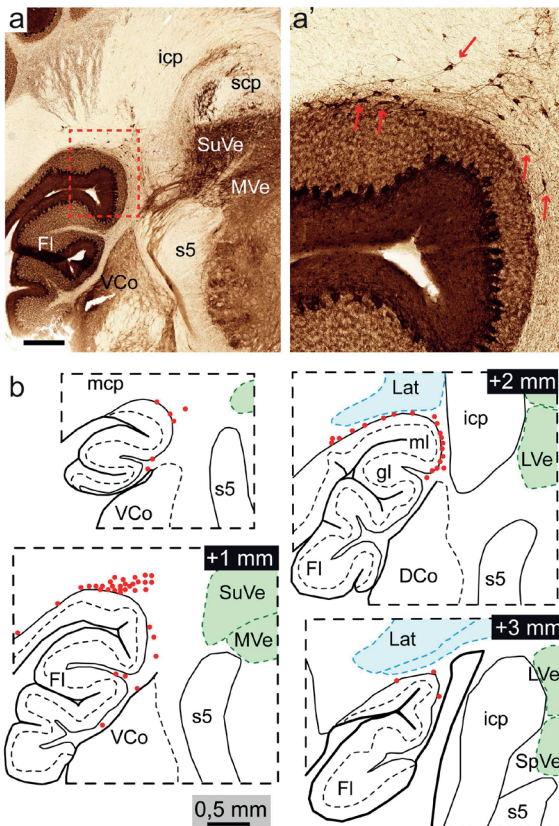 a
icp
scp
SuVe
MVe
Fl
s5
VCo
a'
b
mcp
VCo
s5
+1 mm
SuVe
MVe
Fl
s5
VCo
0,5 mm
+2 mm
Lat
icp
ml
gl
LVe
Fl
DCo
s5
+3 mm
Lat
LVe
icp
SpVe
Fl
s5